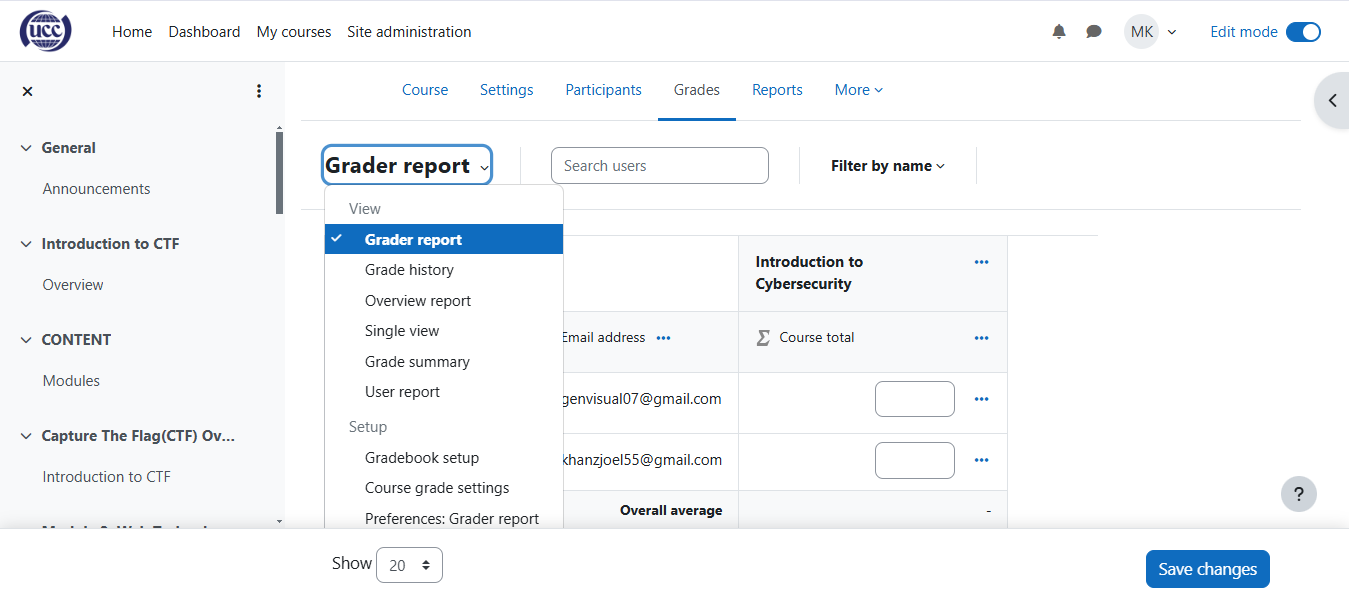 UCC
Home Dashboard My courses Site administration
MK
Edit mode
Course Settings Participants Grades Reports More
General
Announcements
Introduction to CTF
Overview
CONTENT
Modules
Capture The Flag(CTF) Ov...
Introduction to CTF
Grader report
Search users
Filter by name
View
Grader report
Grade history
Overview report
Single view
Grade summary
User report
Setup
Gradebook setup
Course grade settings
Preferences: Grader report
Introduction to
Cybersecurity
Email address
Course total
genvisual07@gmail.com
khanzjoel55@gmail.com
Overall average -
?
Show 20
Save changes